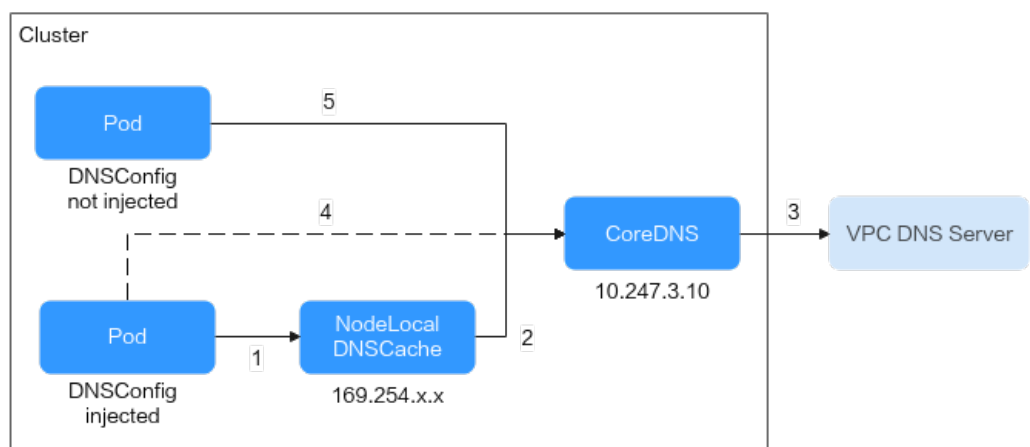 Cluster
Pod
5
DNSConfig
not injected
4
CoreDNS
3
VPC DNS Server
10.247.3.10
Pod
1
NodeLocal
DNSCache
2
DNSConfig
injected
169.254.x.x